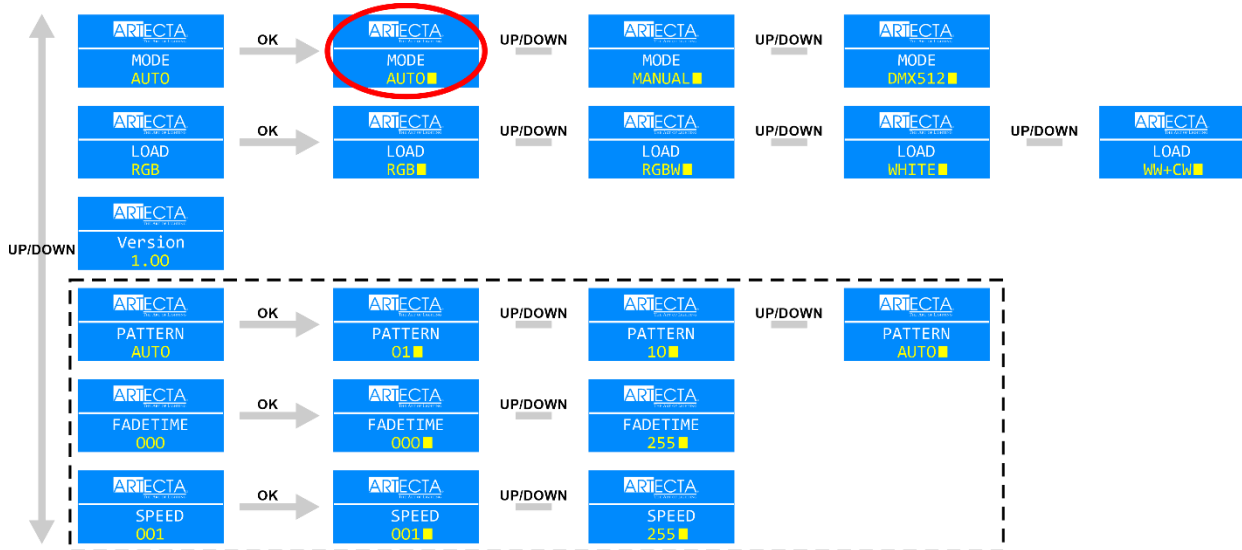 ARTECTA
OK
ARTECTA
UP/DOWN
ARTECTA
UP/DOWN
ARTECTA
MODE
MODE
MODE
MODE
AUTO
AUTO
MANUAL
DMX512
ARTECTA
OK
ARTECTA
UP/DOWN
ARTECTA
UP/DOWN
ARTECTA
UP/DOWN
ARTECTA
LOAD
LOAD
LOAD
LOAD
LOAD
RGB
RGB
RGBW
WHITE
WW+CW
ARTECTA
Version
1.00
UP/DOWN
ARTECTA
OK
ARTECTA
UP/DOWN
ARTECTA
UP/DOWN
ARTECTA
PATTERN
PATTERN
PATTERN
PATTERN
AUTO
01
10
AUTO
ARTECTA
OK
ARTECTA
UP/DOWN
ARTECTA
FADETIME
FADETIME
FADETIME
000
000
255
ARTECTA
OK
ARTECTA
UP/DOWN
ARTECTA
SPEED
SPEED
SPEED
001
001
255